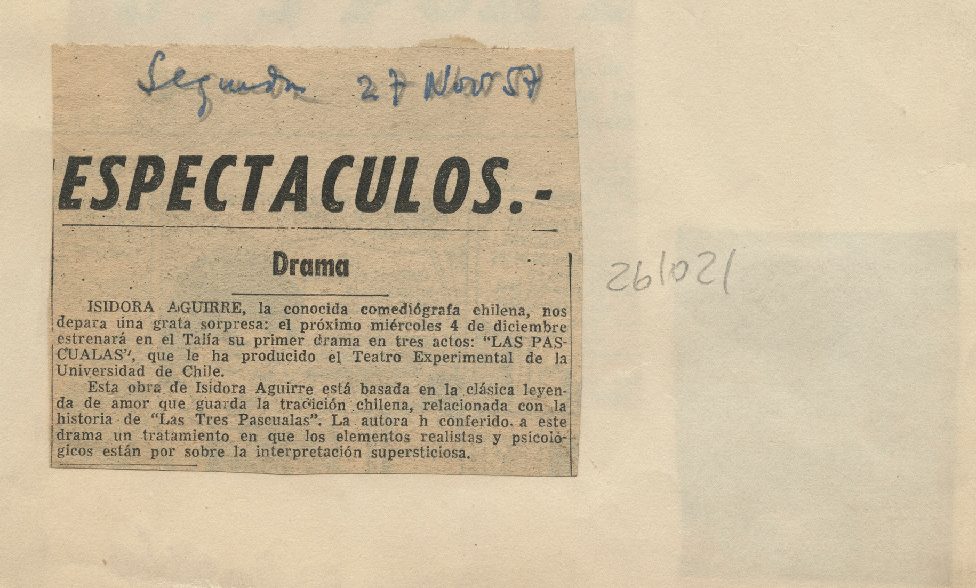 Segunda 27 Nov 57
ESPECTACULOS.-
Drama
ISIDORA AGUIRRE, la conocida comediógrafa chilena, nos
depara una grata sorpresa: el próximo miércoles 4 de diciembre
estrenará en el Talía su primer drama en tres actos: "LAS PAS-
CUALAS", que le ha producido el Teatro Experimental de la
Universidad de Chile.
Esta obra de Isidora Aguirre está basada en la clásica leyen-
da de amor que guarda la tradición chilena, relacionada con la
historia de "Las Tres Pascualas". La autora h conferido a este
drama un tratamiento en que los elementos realistas y psicoló-
gicos están por sobre la interpretación supersticiosa.
261021